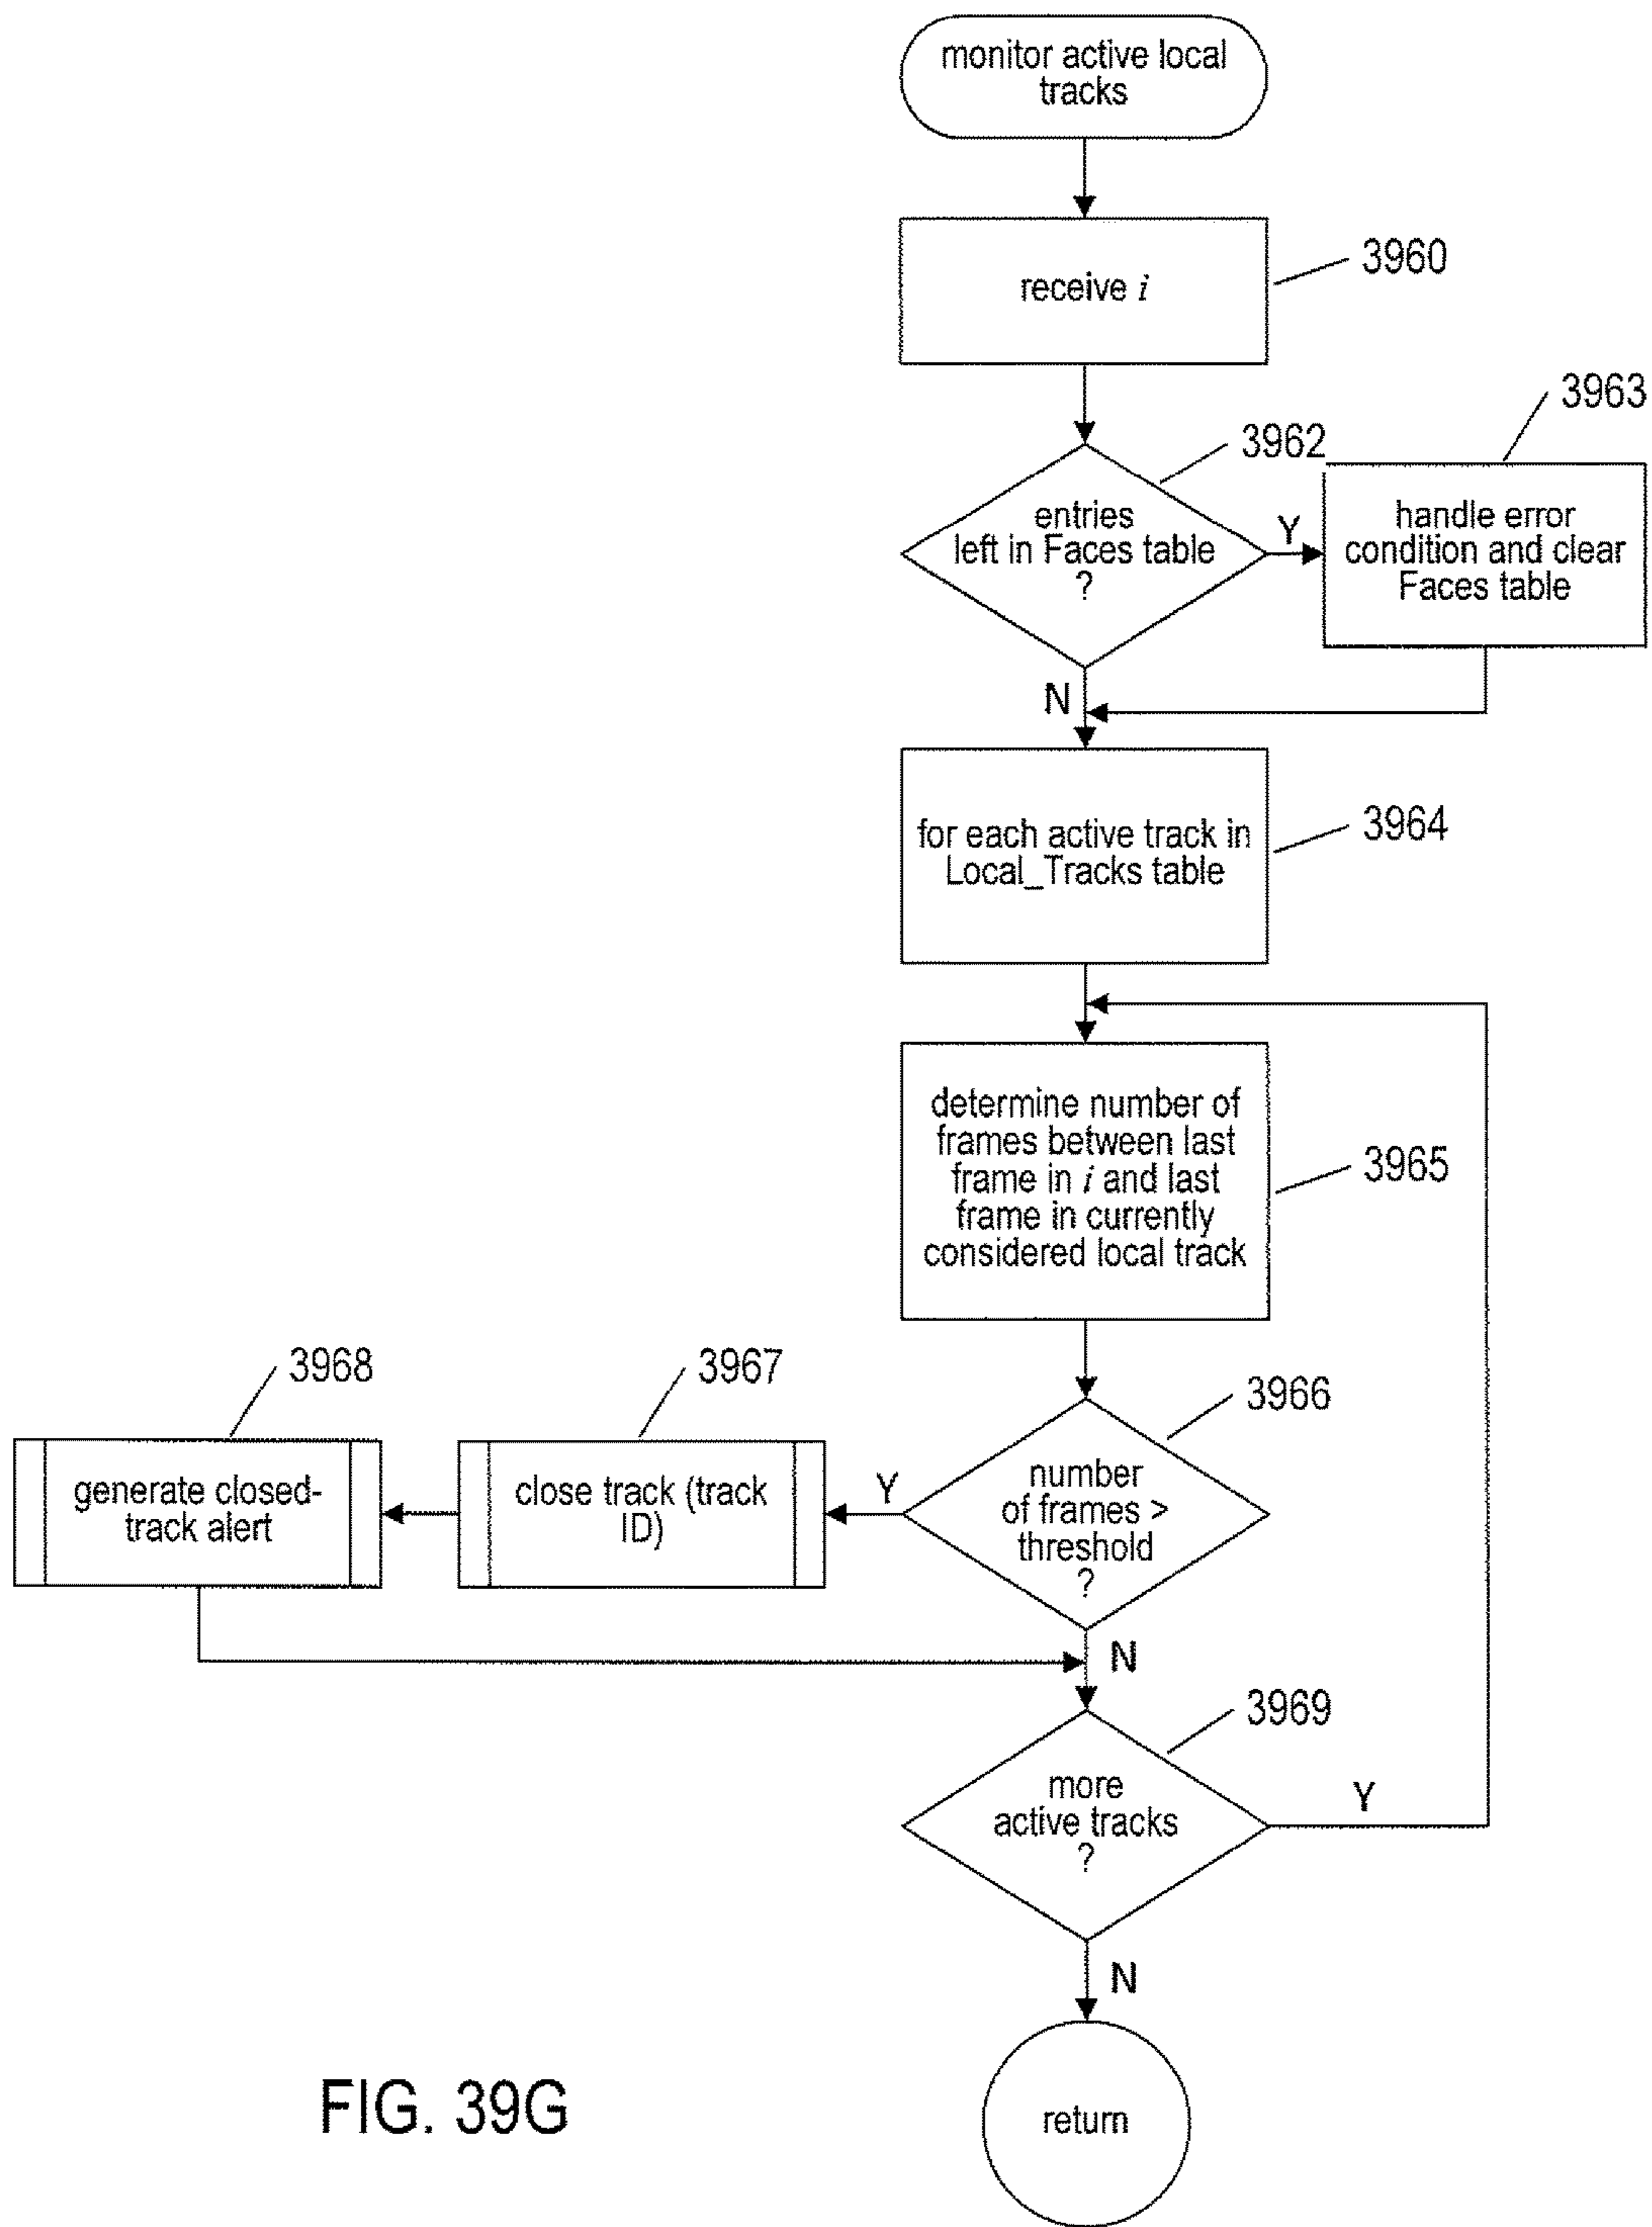 monitor active local
tracks
receive i
3960
3962
entries
left in Faces table
?
Y
3963
handle error
condition and clear
Faces table
N
for each active track in
Local_Tracks table
3964
determine number of
frames between last
frame in i and last
frame in currently
considered local track
3965
3966
number
of frames >
threshold
?
Y
3967
close track (track
ID)
3968
generate closed-
track alert
N
3969
more
active tracks
?
Y
N
return
FIG. 39G